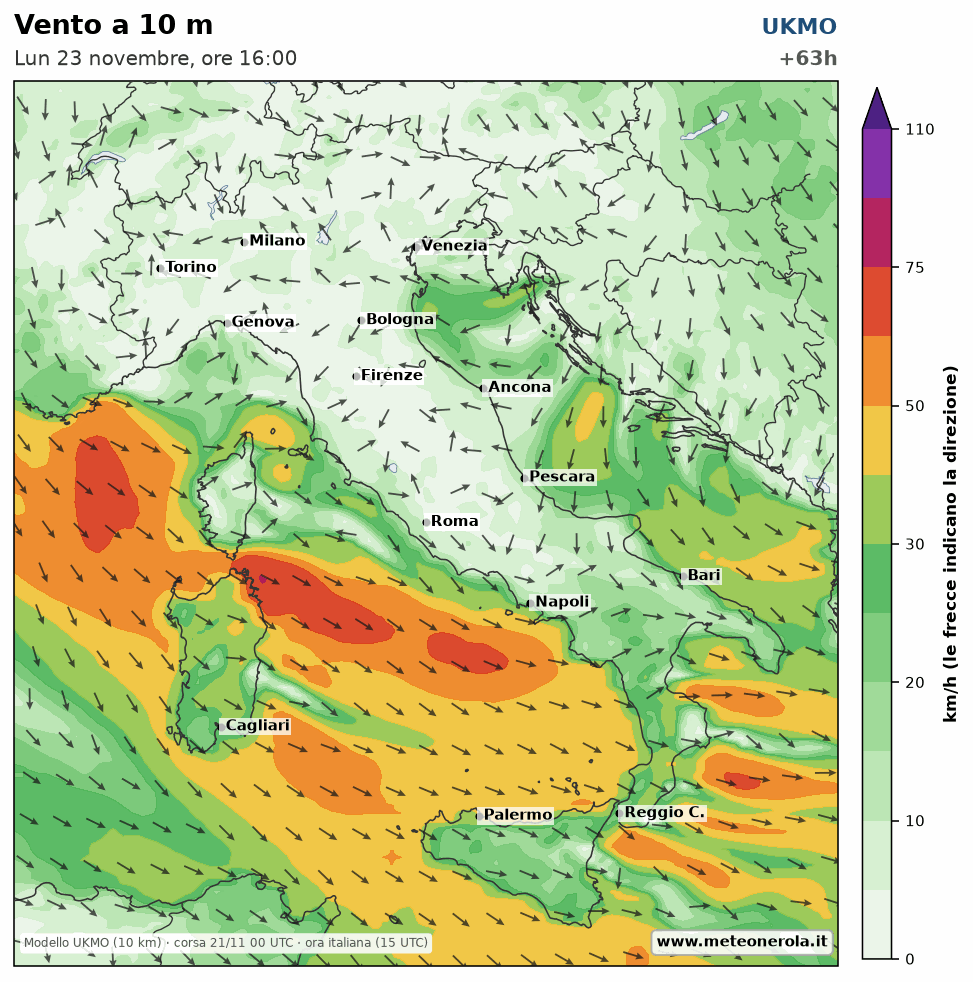 Vento a 10 m
UKMO
Lun 23 novembre, ore 16:00
+63h
110
75
50
30
20
10
0
km/h (le frecce indicano la direzione)
Milano
Venezia
Torino
Genova
Bologna
Firenze
Ancona
Pescara
Roma
Bari
Napoli
Cagliari
Palermo
Reggio C.
Modello UKMO (10 km) · corsa 21/11 00 UTC · ora italiana (15 UTC)
www.meteonerola.it